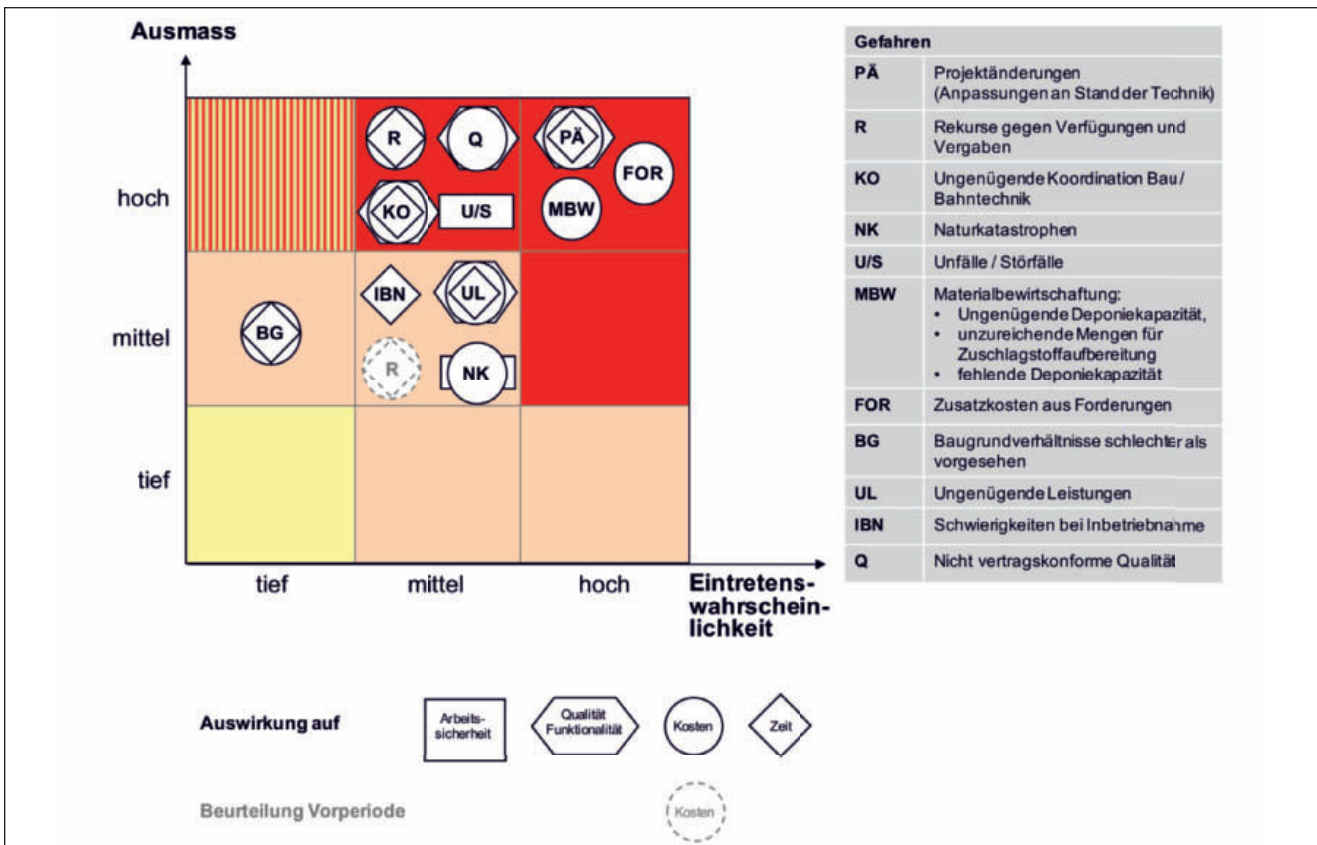 Ausmass
hoch
mittel
tief
R
Q
PÄ
FOR
KO
U/S
MBW
IBN
UL
BG
R
NK
tief
mittel
hoch
Eintretens-
wahrschein-
lichkeit
Gefahren
PÄ
Projektänderungen
(Anpassungen an Stand der Technik)
R
Rekurse gegen Verfügungen und
Vergaben
KO
Ungenügende Koordination Bau /
Bahntechnik
NK
Naturkatastrophen
U/S
Unfälle / Störfälle
MBW
Materialbewirtschaftung:
• Ungenügende Deponiekapazität,
• unzureichende Mengen für
Zuschlagstoffaufbereitung
• fehlende Deponiekapazität
FOR
Zusatzkosten aus Forderungen
BG
Baugrundverhältnisse schlechter als
vorgesehen
UL
Ungenügende Leistungen
IBN
Schwierigkeiten bei Inbetriebnahme
Q
Nicht vertragskonforme Qualität
Auswirkung auf
Arbeits-
sicherheit
Qualität
Funktionalität
Kosten
Zeit
Beurteilung Vorperiode
Kosten